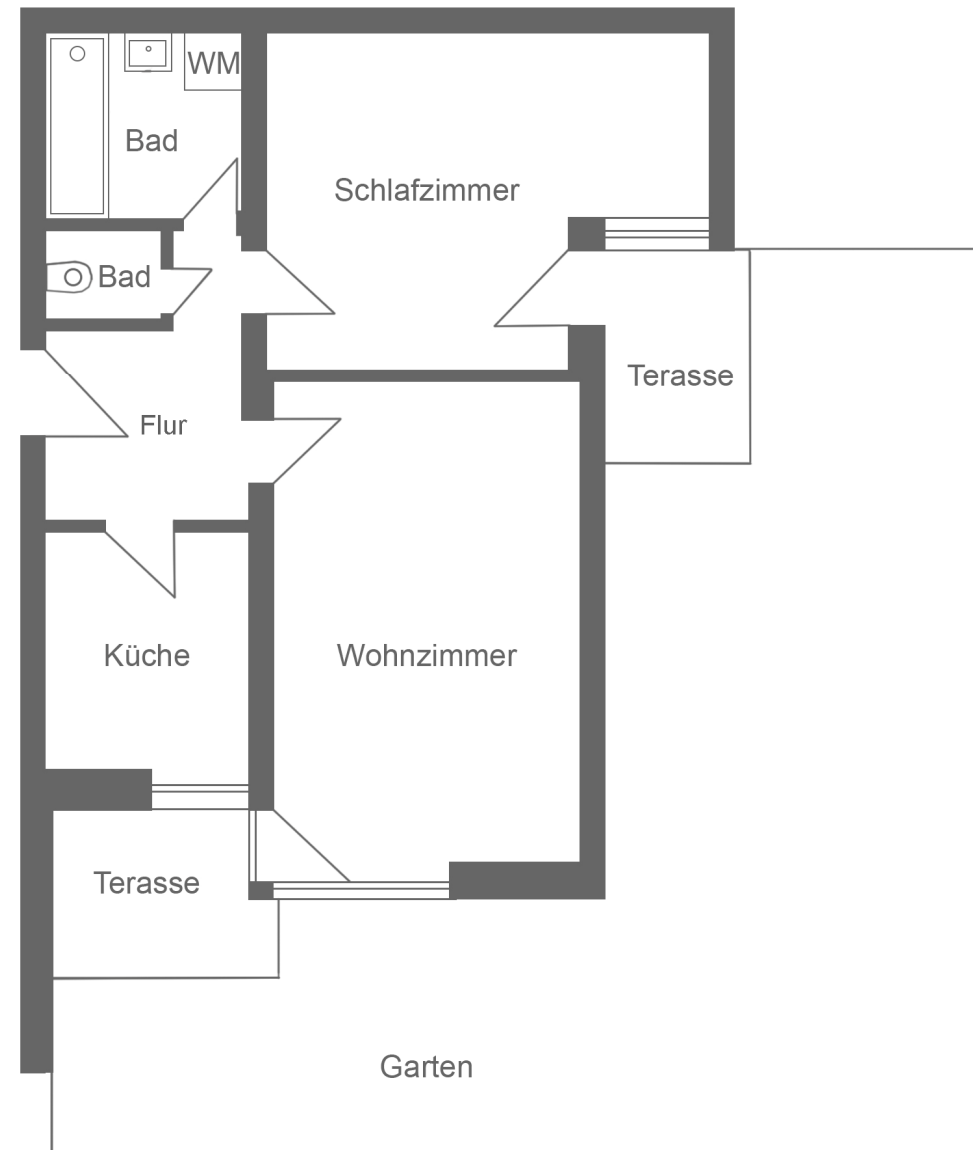 WM
Bad
Schlafzimmer
Bad
Terasse
Flur
Küche
Wohnzimmer
Terasse
Garten